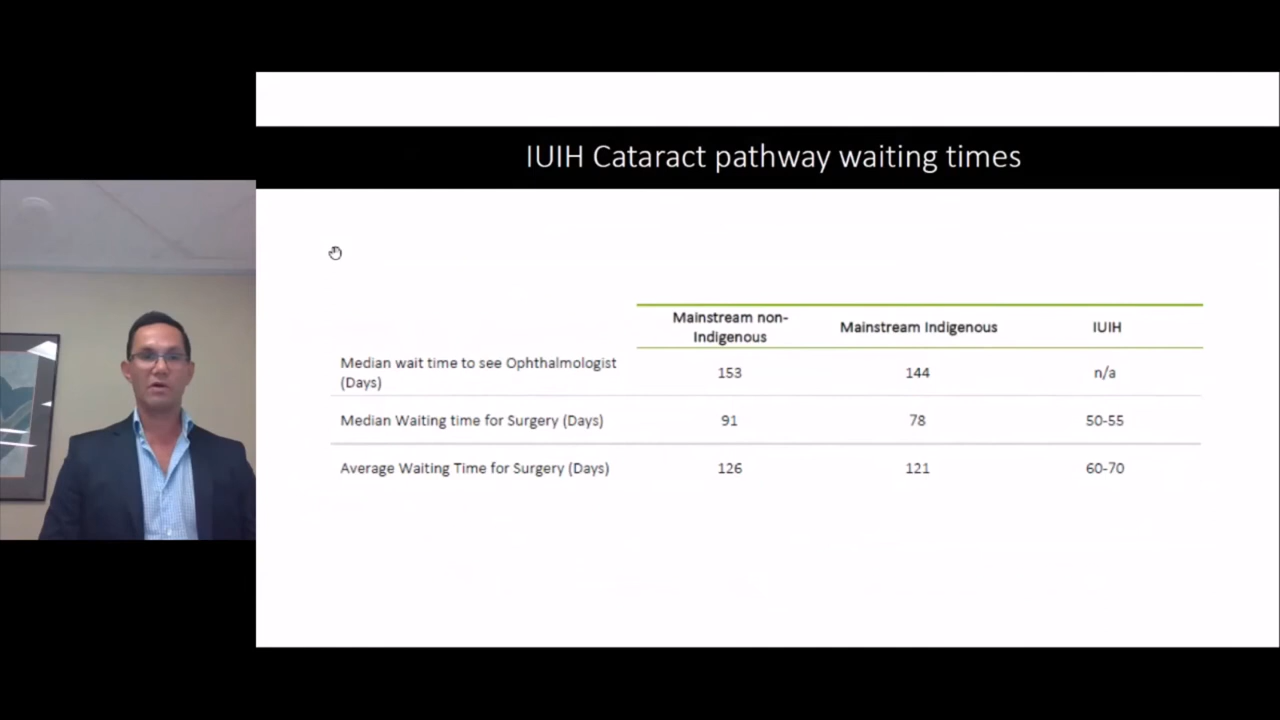 IUIH Cataract pathway waiting times
Mainstream non-
Indigenous
Mainstream Indigenous
IUIH
Median wait time to see Ophthalmologist
(Days)
153
144
n/a
Median Waiting time for Surgery (Days)
91
78
50-55
Average Waiting Time for Surgery (Days)
126
121
60-70